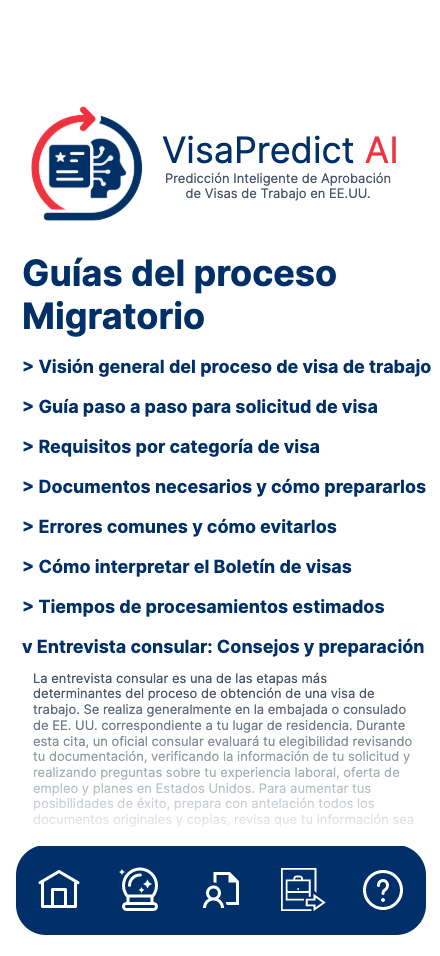 VisaPredict AI
Predicción Inteligente de Aprobación
de Visas de Trabajo en EE.UU.
Guías del proceso
Migratorio
> Visión general del proceso de visa de trabajo
> Guía paso a paso para solicitud de visa
> Requisitos por categoría de visa
> Documentos necesarios y cómo prepararlos
> Errores comunes y cómo evitarlos
> Cómo interpretar el Boletín de visas
> Tiempos de procesamientos estimados
v Entrevista consular: Consejos y preparación
La entrevista consular es una de las etapas más
determinantes del proceso de obtención de una visa de
trabajo. Se realiza generalmente en la embajada o consulado
de EE. UU. correspondiente a tu lugar de residencia. Durante
esta cita, un oficial consular evaluará tu elegibilidad revisando
tu documentación, verificando la información de tu solicitud y
realizando preguntas sobre tu experiencia laboral, oferta de
empleo y planes en Estados Unidos. Para aumentar tus
posibilidades de éxito, prepara con antelación todos los
documentos originales y copias, revisa que tu información sea
?